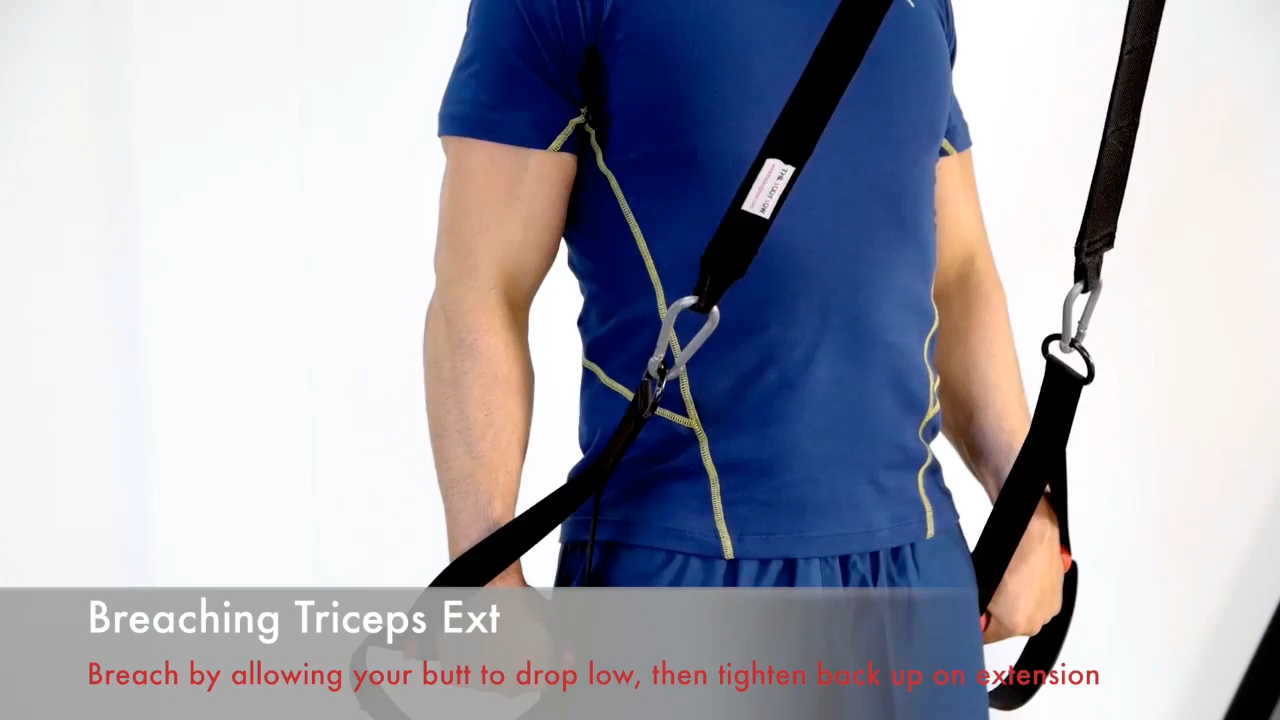 Breaching Triceps Ext
Breach by allowing your butt to drop low, then tighten back up on extension